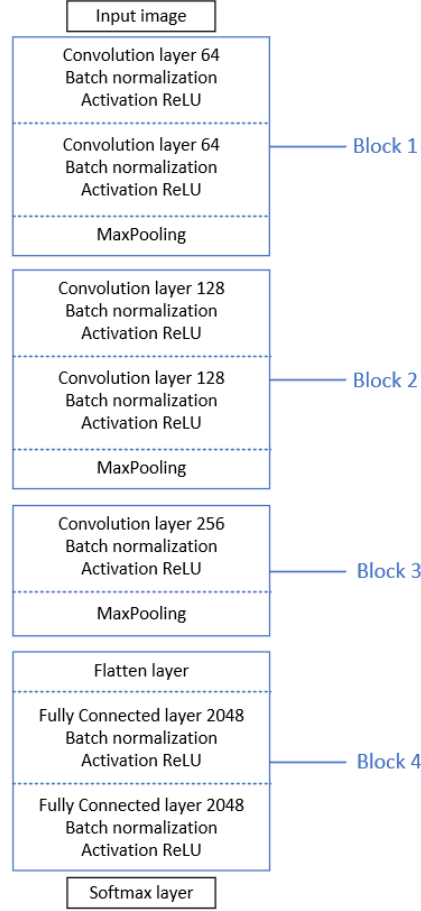 Input image
Convolution layer 64
Batch normalization
Activation ReLU
Convolution layer 64
Batch normalization
Activation ReLU
MaxPooling
Block 1
Convolution layer 128
Batch normalization
Activation ReLU
Convolution layer 128
Batch normalization
Activation ReLU
MaxPooling
Block 2
Convolution layer 256
Batch normalization
Activation ReLU
MaxPooling
Block 3
Flatten layer
Fully Connected layer 2048
Batch normalization
Activation ReLU
Fully Connected layer 2048
Batch normalization
Activation ReLU
Block 4
Softmax layer